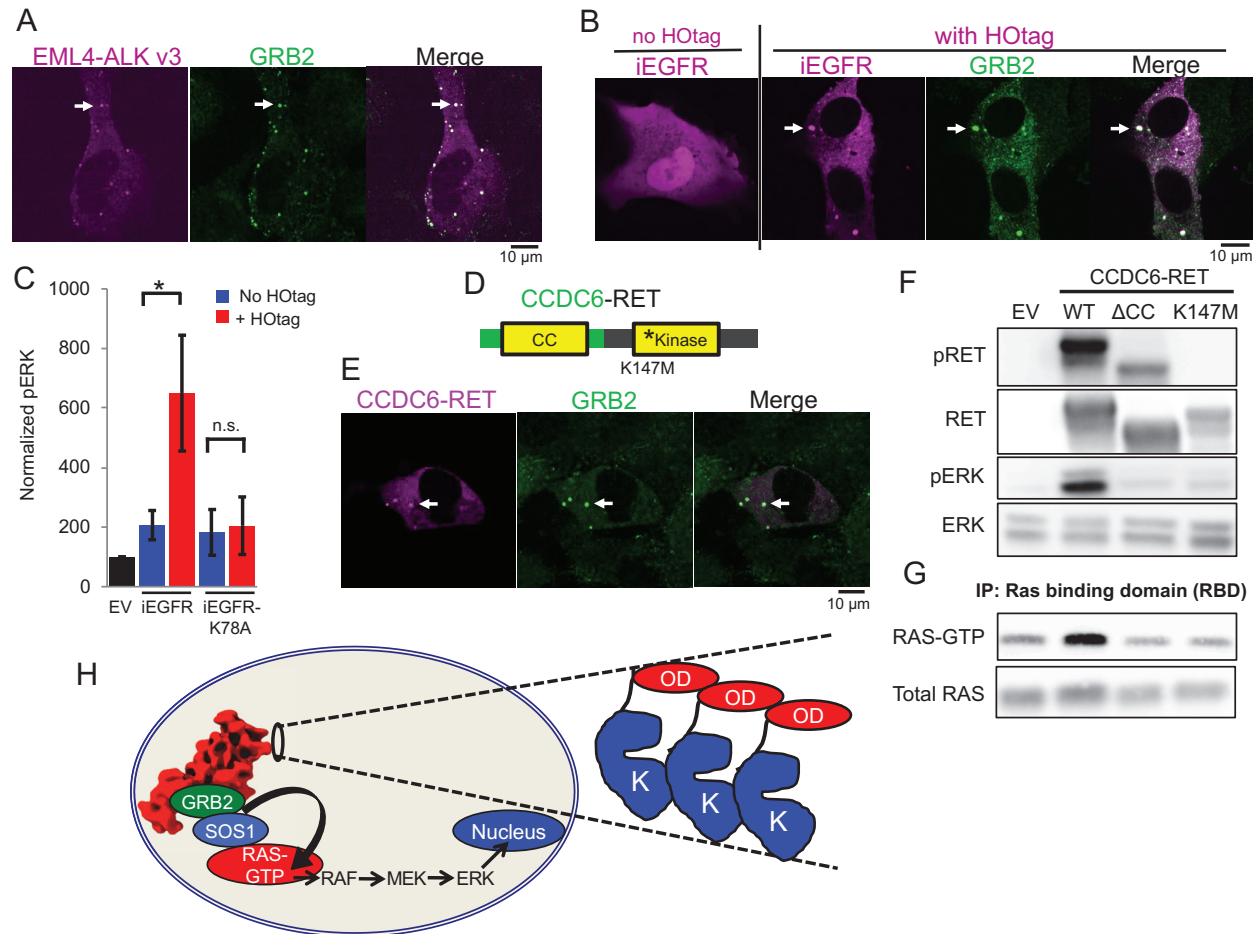 A
EML4-ALK v3
GRB2
Merge
10 µm
B
no HOtag
with HOtag
iEGFR
iEGFR
GRB2
Merge
10 µm
C
Normalized pERK
1000
800
600
400
200
0
*
n.s.
No HOtag
+ HOtag
EV
iEGFR
iEGFR-
K78A
D
CCDC6-RET
CC
*Kinase
K147M
E
CCDC6-RET
GRB2
Merge
10 µm
F
CCDC6-RET
EV WT ΔCC K147M
pRET
RET
pERK
ERK
G
IP: Ras binding domain (RBD)
RAS-GTP
Total RAS
H
GRB2
SOS1
RAS-
GTP
RAF
MEK
ERK
Nucleus
OD
OD
OD
K
K
K